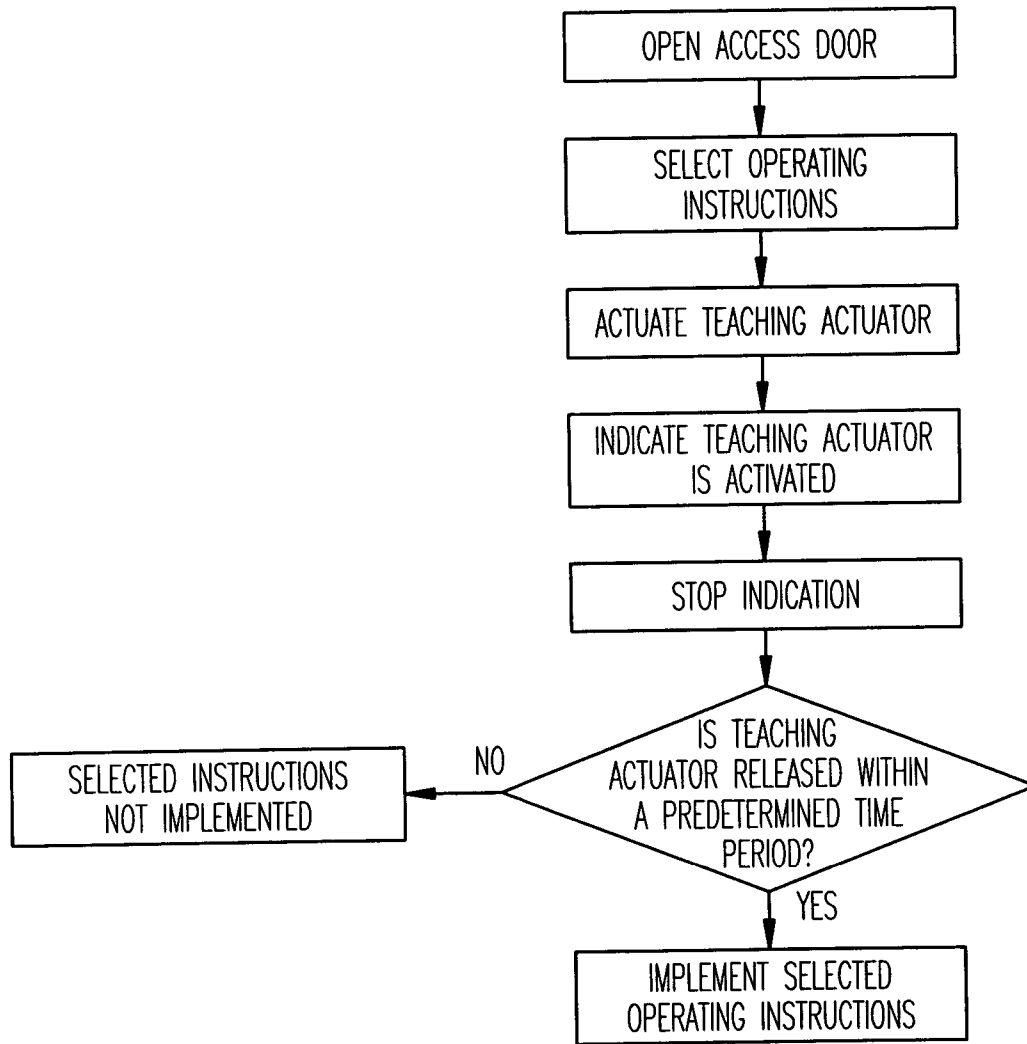 OPEN ACCESS DOOR
SELECT OPERATING
INSTRUCTIONS
ACTUATE TEACHING ACTUATOR
INDICATE TEACHING ACTUATOR
IS ACTIVATED
STOP INDICATION
IS TEACHING
ACTUATOR RELEASED WITHIN
A PREDETERMINED TIME
PERIOD?
NO
SELECTED INSTRUCTIONS
NOT IMPLEMENTED
YES
IMPLEMENT SELECTED
OPERATING INSTRUCTIONS